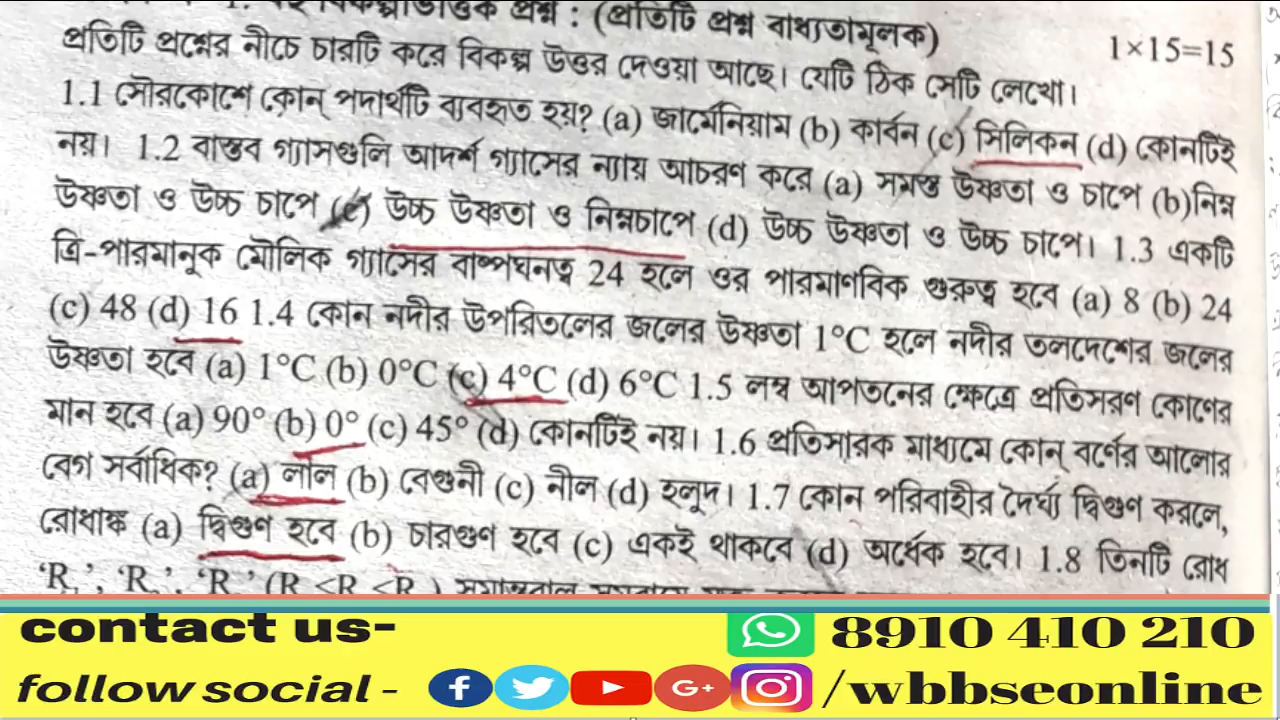 প্রশ্ন : (প্রতিটি প্রশ্ন বাধ্যতামূলক)
প্রতিটি প্রশ্নের নীচে চারটি করে বিকল্প উত্তর দেওয়া আছে। যেটি ঠিক সেটি লেখো। 1×15=15
1.1 সৌরকোশে কোন্ পদার্থটি ব্যবহৃত হয়? (a) জার্মেনিয়াম (b) কার্বন (c) সিলিকন (d) কোনটিই
নয়। 1.2 বাস্তব গ্যাসগুলি আদর্শ গ্যাসের ন্যায় আচরণ করে (a) সমস্ত উষ্ণতা ও চাপে (b)নিম্ন
উষ্ণতা ও উচ্চ চাপে (c) উচ্চ উষ্ণতা ও নিম্নচাপে (d) উচ্চ উষ্ণতা ও উচ্চ চাপে। 1.3 একটি
ত্রি-পারমানুক মৌলিক গ্যাসের বাষ্পঘনত্ব 24 হলে ওর পারমাণবিক গুরুত্ব হবে (a) 8 (b) 24
(c) 48 (d) 16 1.4 কোন নদীর উপরিতলের জলের উষ্ণতা 1°C হলে নদীর তলদেশের জলের
উষ্ণতা হবে (a) 1°C (b) 0°C (c) 4°C (d) 6°C 1.5 লম্ব আপতনের ক্ষেত্রে প্রতিসরণ কোণের
মান হবে (a) 90° (b) 0° (c) 45° (d) কোনটিই নয়। 1.6 প্রতিসারক মাধ্যমে কোন্ বর্ণের আলোর
বেগ সর্বাধিক? (a) লাল (b) বেগুনী (c) নীল (d) হলুদ। 1.7 কোন পরিবাহীর দৈর্ঘ্য দ্বিগুণ করলে,
রোধাঙ্ক (a) দ্বিগুণ হবে (b) চারগুণ হবে (c) একই থাকবে (d) অর্ধেক হবে। 1.8 তিনটি রোধ
‘R ’, ‘R ’, ‘R ’ (R <R <R )
contact us- 8910 410 210
follow social - f G+ /wbbseonline